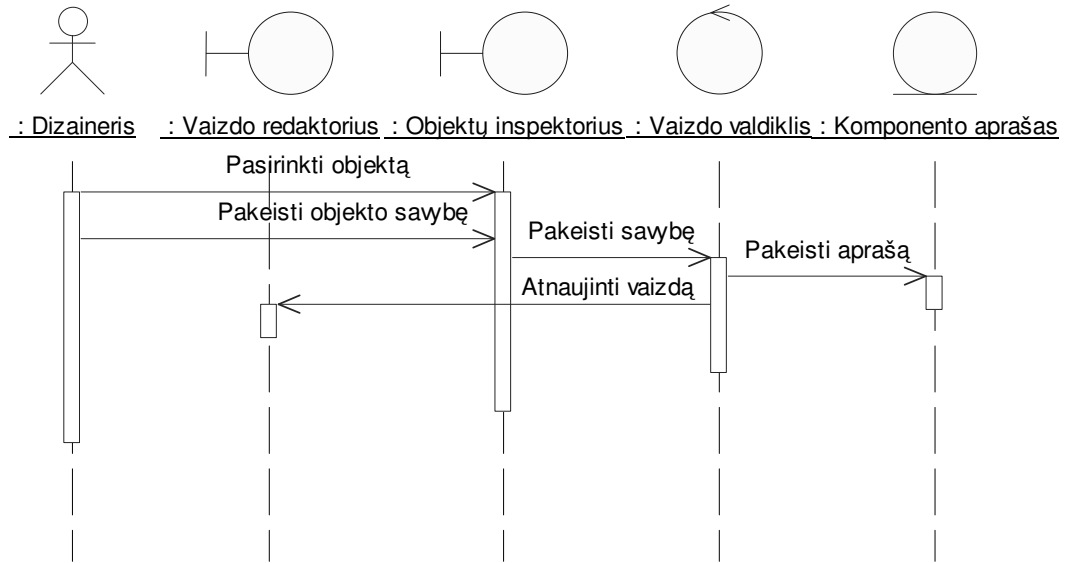 : Dizaineris : Vaizdo redaktorius : Objektų inspektorius : Vaizdo valdiklis : Komponento aprašas
Pasirinkti objektą
Pakeisti objekto savybę
Pakeisti savybę
Pakeisti aprašą
Atnaujinti vaizdą